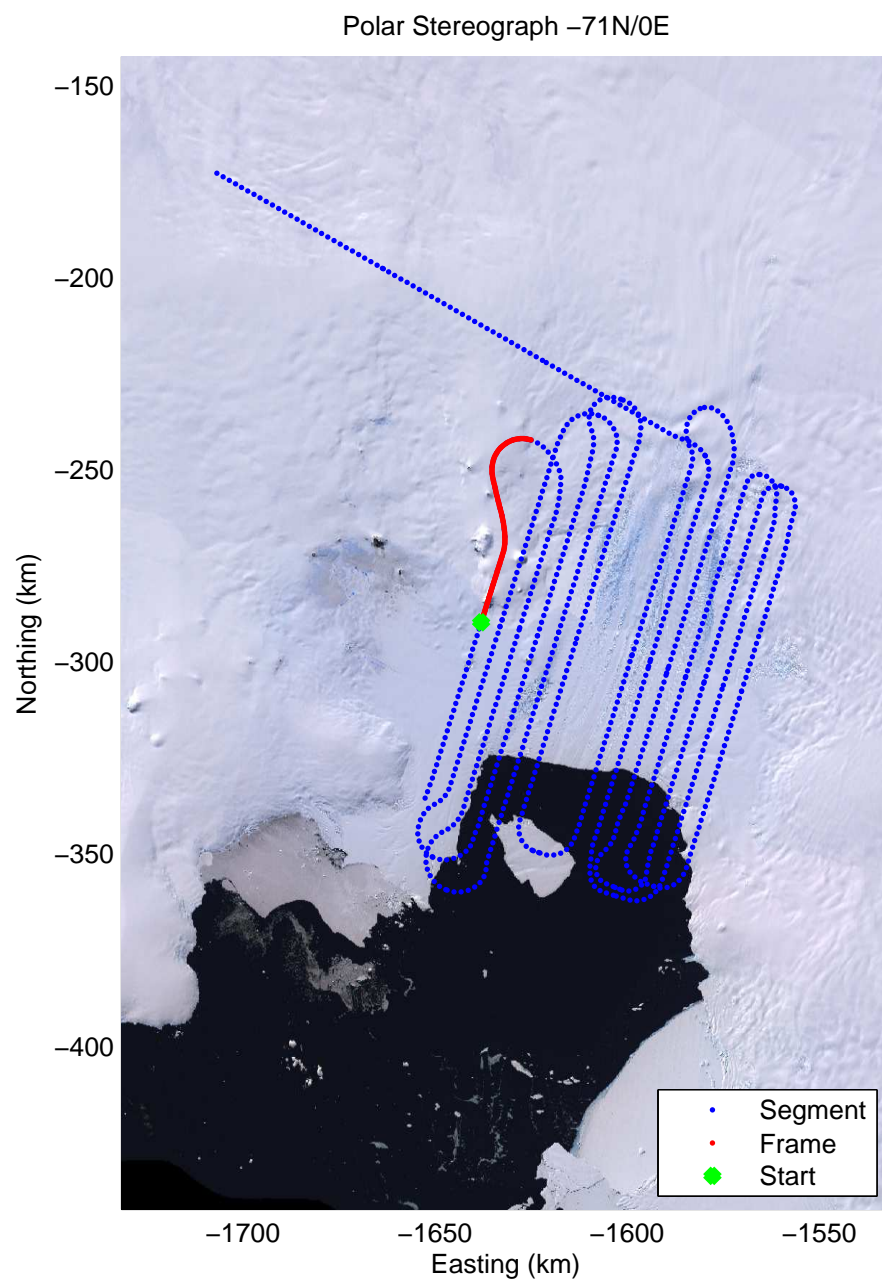 Polar Stereograph −71N/0E
−150
−200
−250
−300
−350
−400
Northing (km)
−1700
−1650
−1600
−1550
Easting (km)
Segment
Frame
Start